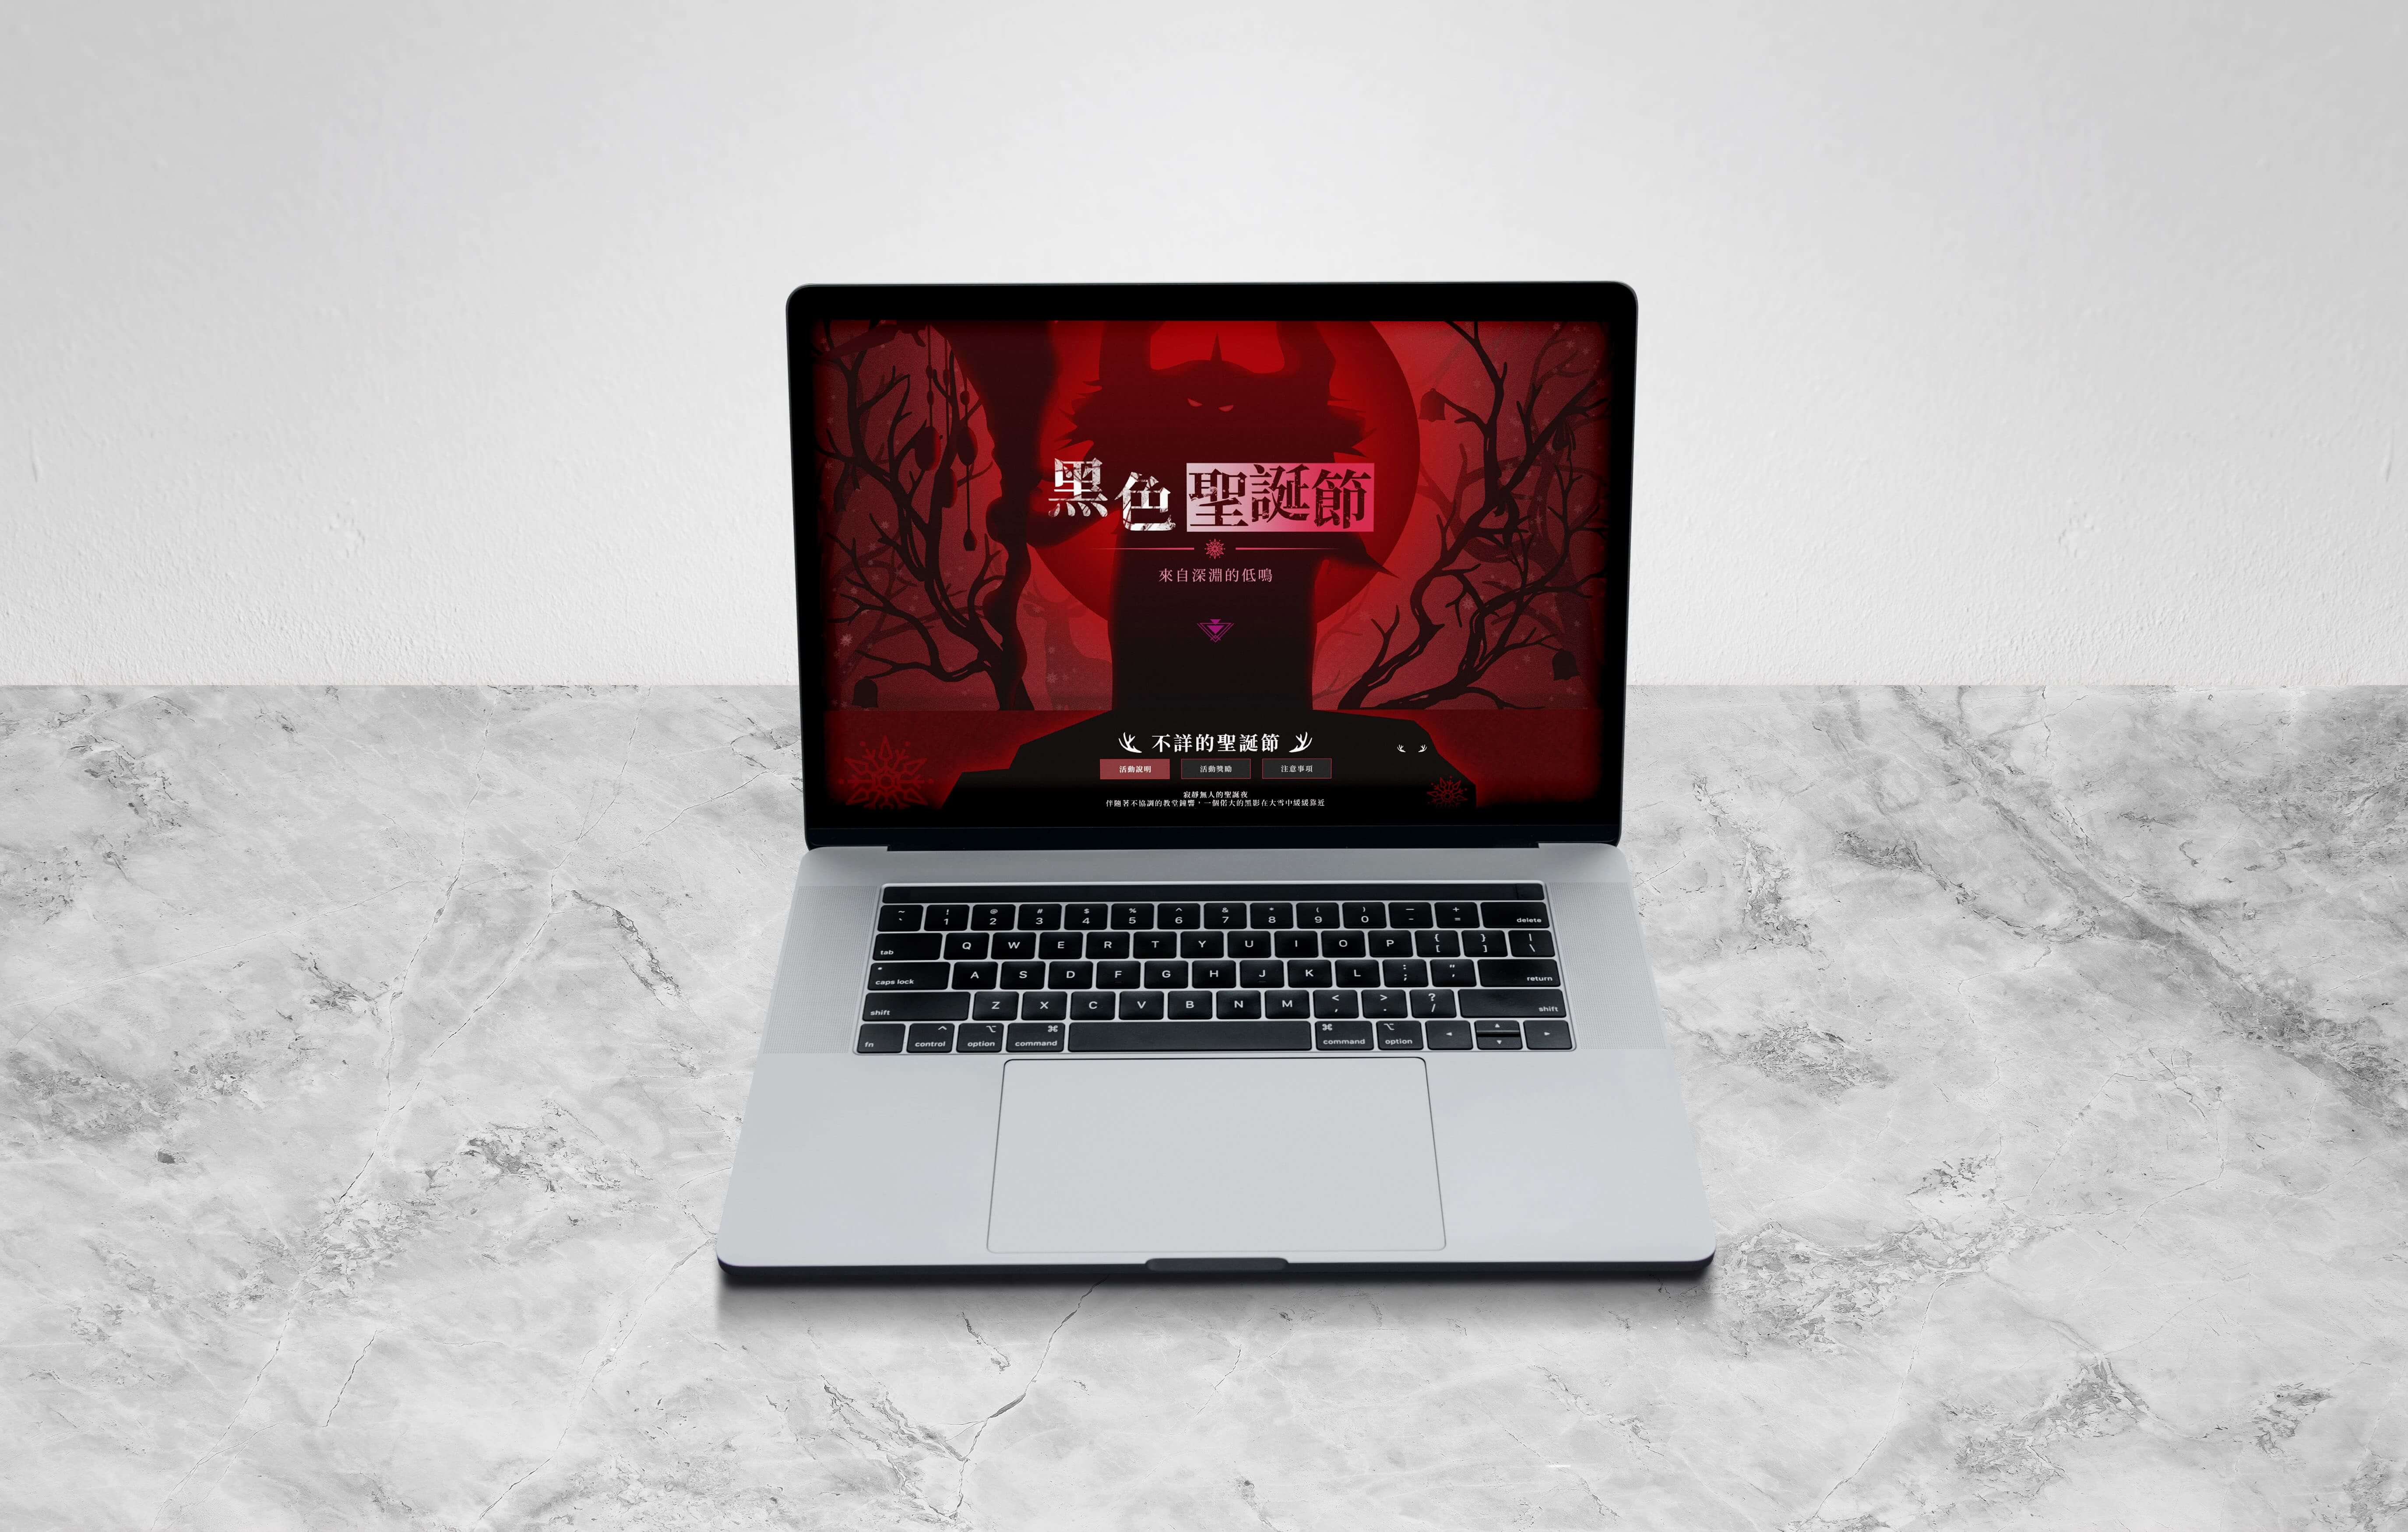 黑色聖誕節
來自深淵的低鳴
不詳的聖誕節
活動說明 活動獎勵 注意事項
寂靜無人的聖誕夜
伴隨著不協調的教堂鐘響，一個偌大的黑影在大雪中緩緩靠近
~ ! @ # $ % ^ & * ( ) — +
` 1 2 3 4 5 6 7 8 9 0 - = delete
tab Q W E R T Y U I O P { [ } ] | \
caps lock A S D F G H J K L : ; " ' return
shift Z X C V B N M < , > . ? / shift
fn control option command command option